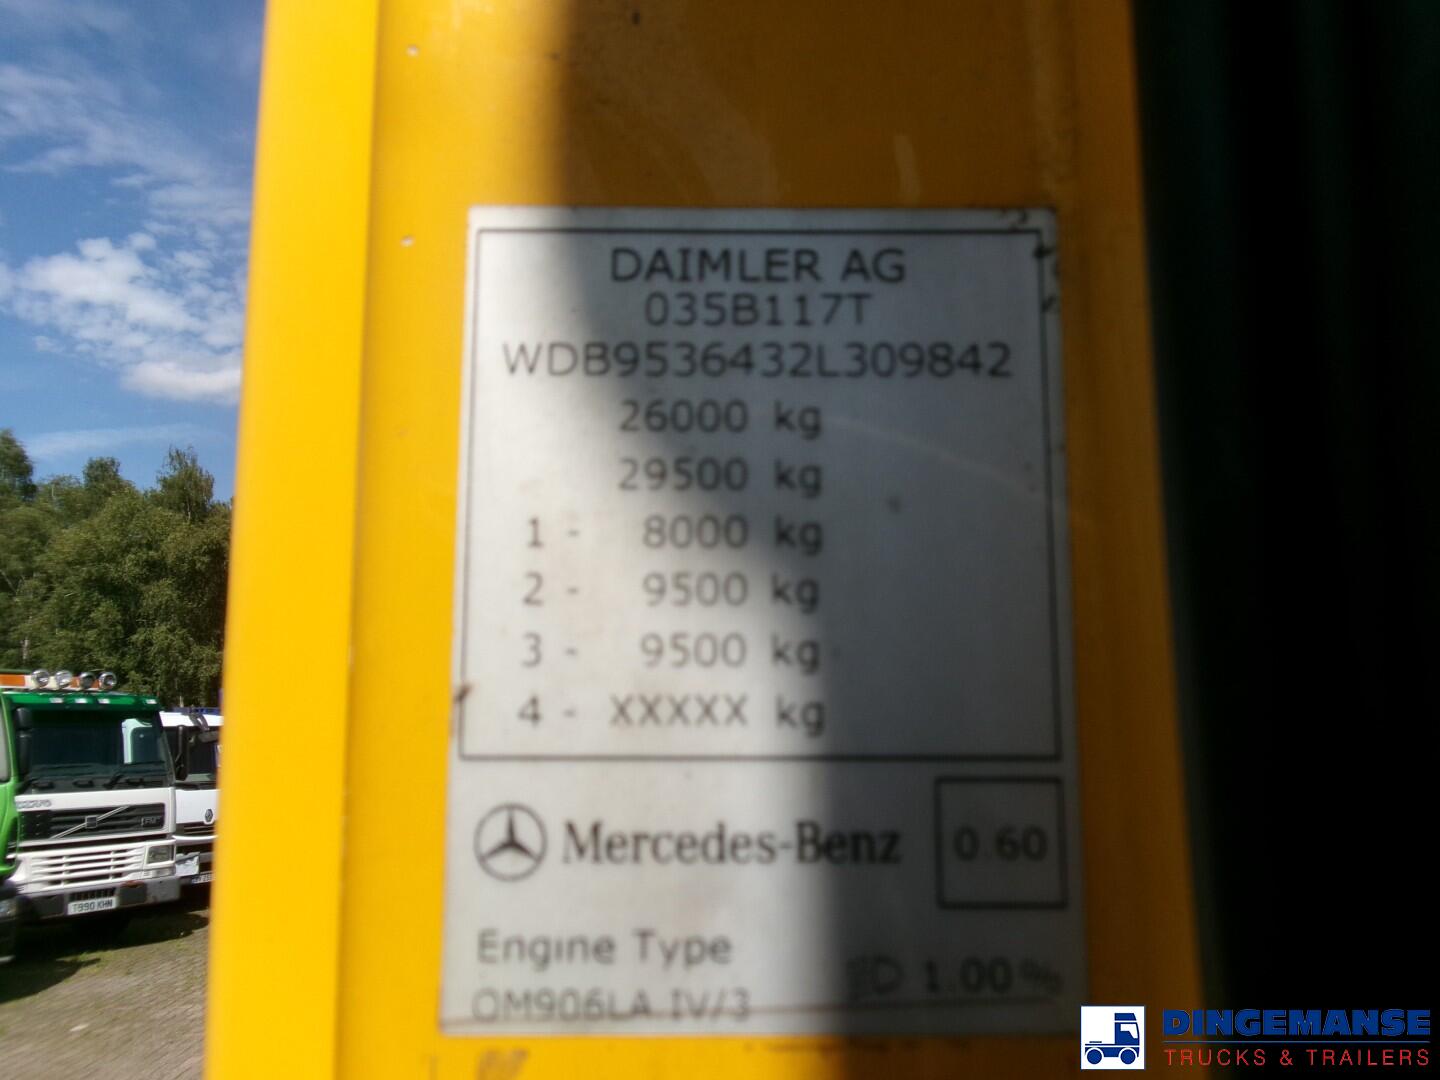 DAIMLER AG
035B117T
WDB9536432L309842
26000 kg
29500 kg
1 - 8000 kg
2 - 9500 kg
3 - 9500 kg
4 - XXXXX kg
Mercedes-Benz
0.60
Engine Type
1.00%
OM906LA.IV/3
T990 KHN
DINGEMANSE
TRUCKS & TRAILERS